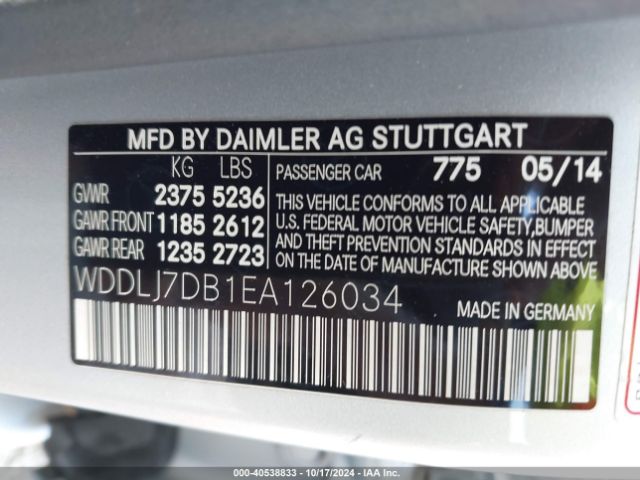 MFD BY DAIMLER AG STUTTGART
KG LBS
GVWR 2375 5236
GAWR FRONT 1185 2612
GAWR REAR 1235 2723
PASSENGER CAR 775 05/14
THIS VEHICLE CONFORMS TO ALL APPLICABLE
U.S. FEDERAL MOTOR VEHICLE SAFETY,BUMPER
AND THEFT PREVENTION STANDARDS IN EFFECT
ON THE DATE OF MANUFACTURE SHOWN ABOVE.
WDDLJ7DB1EA126034
MADE IN GERMANY
000-40538833 - 10/17/2024 - IAA Inc.